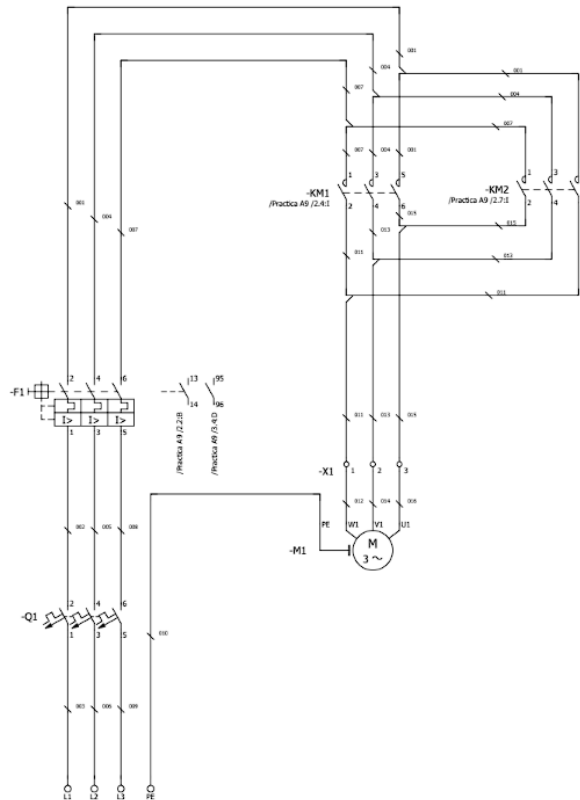 001
004
001
007
004
007
007
004
001
-KM1
/Practica A9 /2.4:I
1
3
5
2
4
6
-KM2
/Practica A9 /2.7:I
1
3
2
4
015
015
013
013
011
011
001
004
007
-F1
2
4
6
I>
I>
I>
1
3
5
13
14
/Practica A9 /2.2:B
95
96
/Practica A9 /3.4:D
011
013
015
-X1
1
2
3
012
014
016
PE
W1
V1
U1
-M1
M
3 ~
002
005
008
-Q1
2
4
6
1
3
5
010
003
006
009
L1
L2
L3
PE